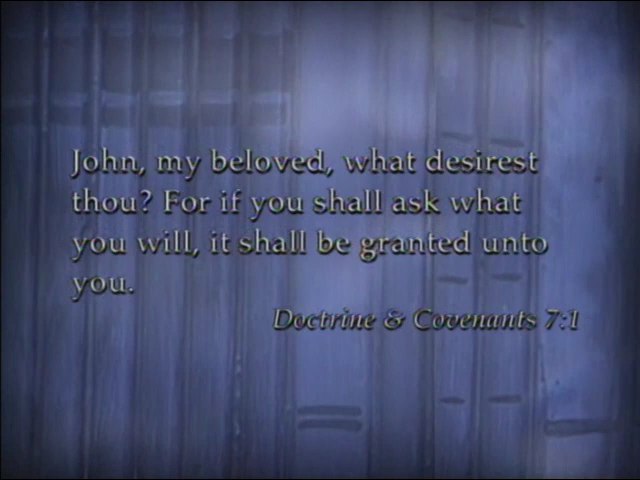 John, my beloved, what desirest
thou? For if you shall ask what
you will, it shall be granted unto
you.
Doctrine & Covenants 7:1